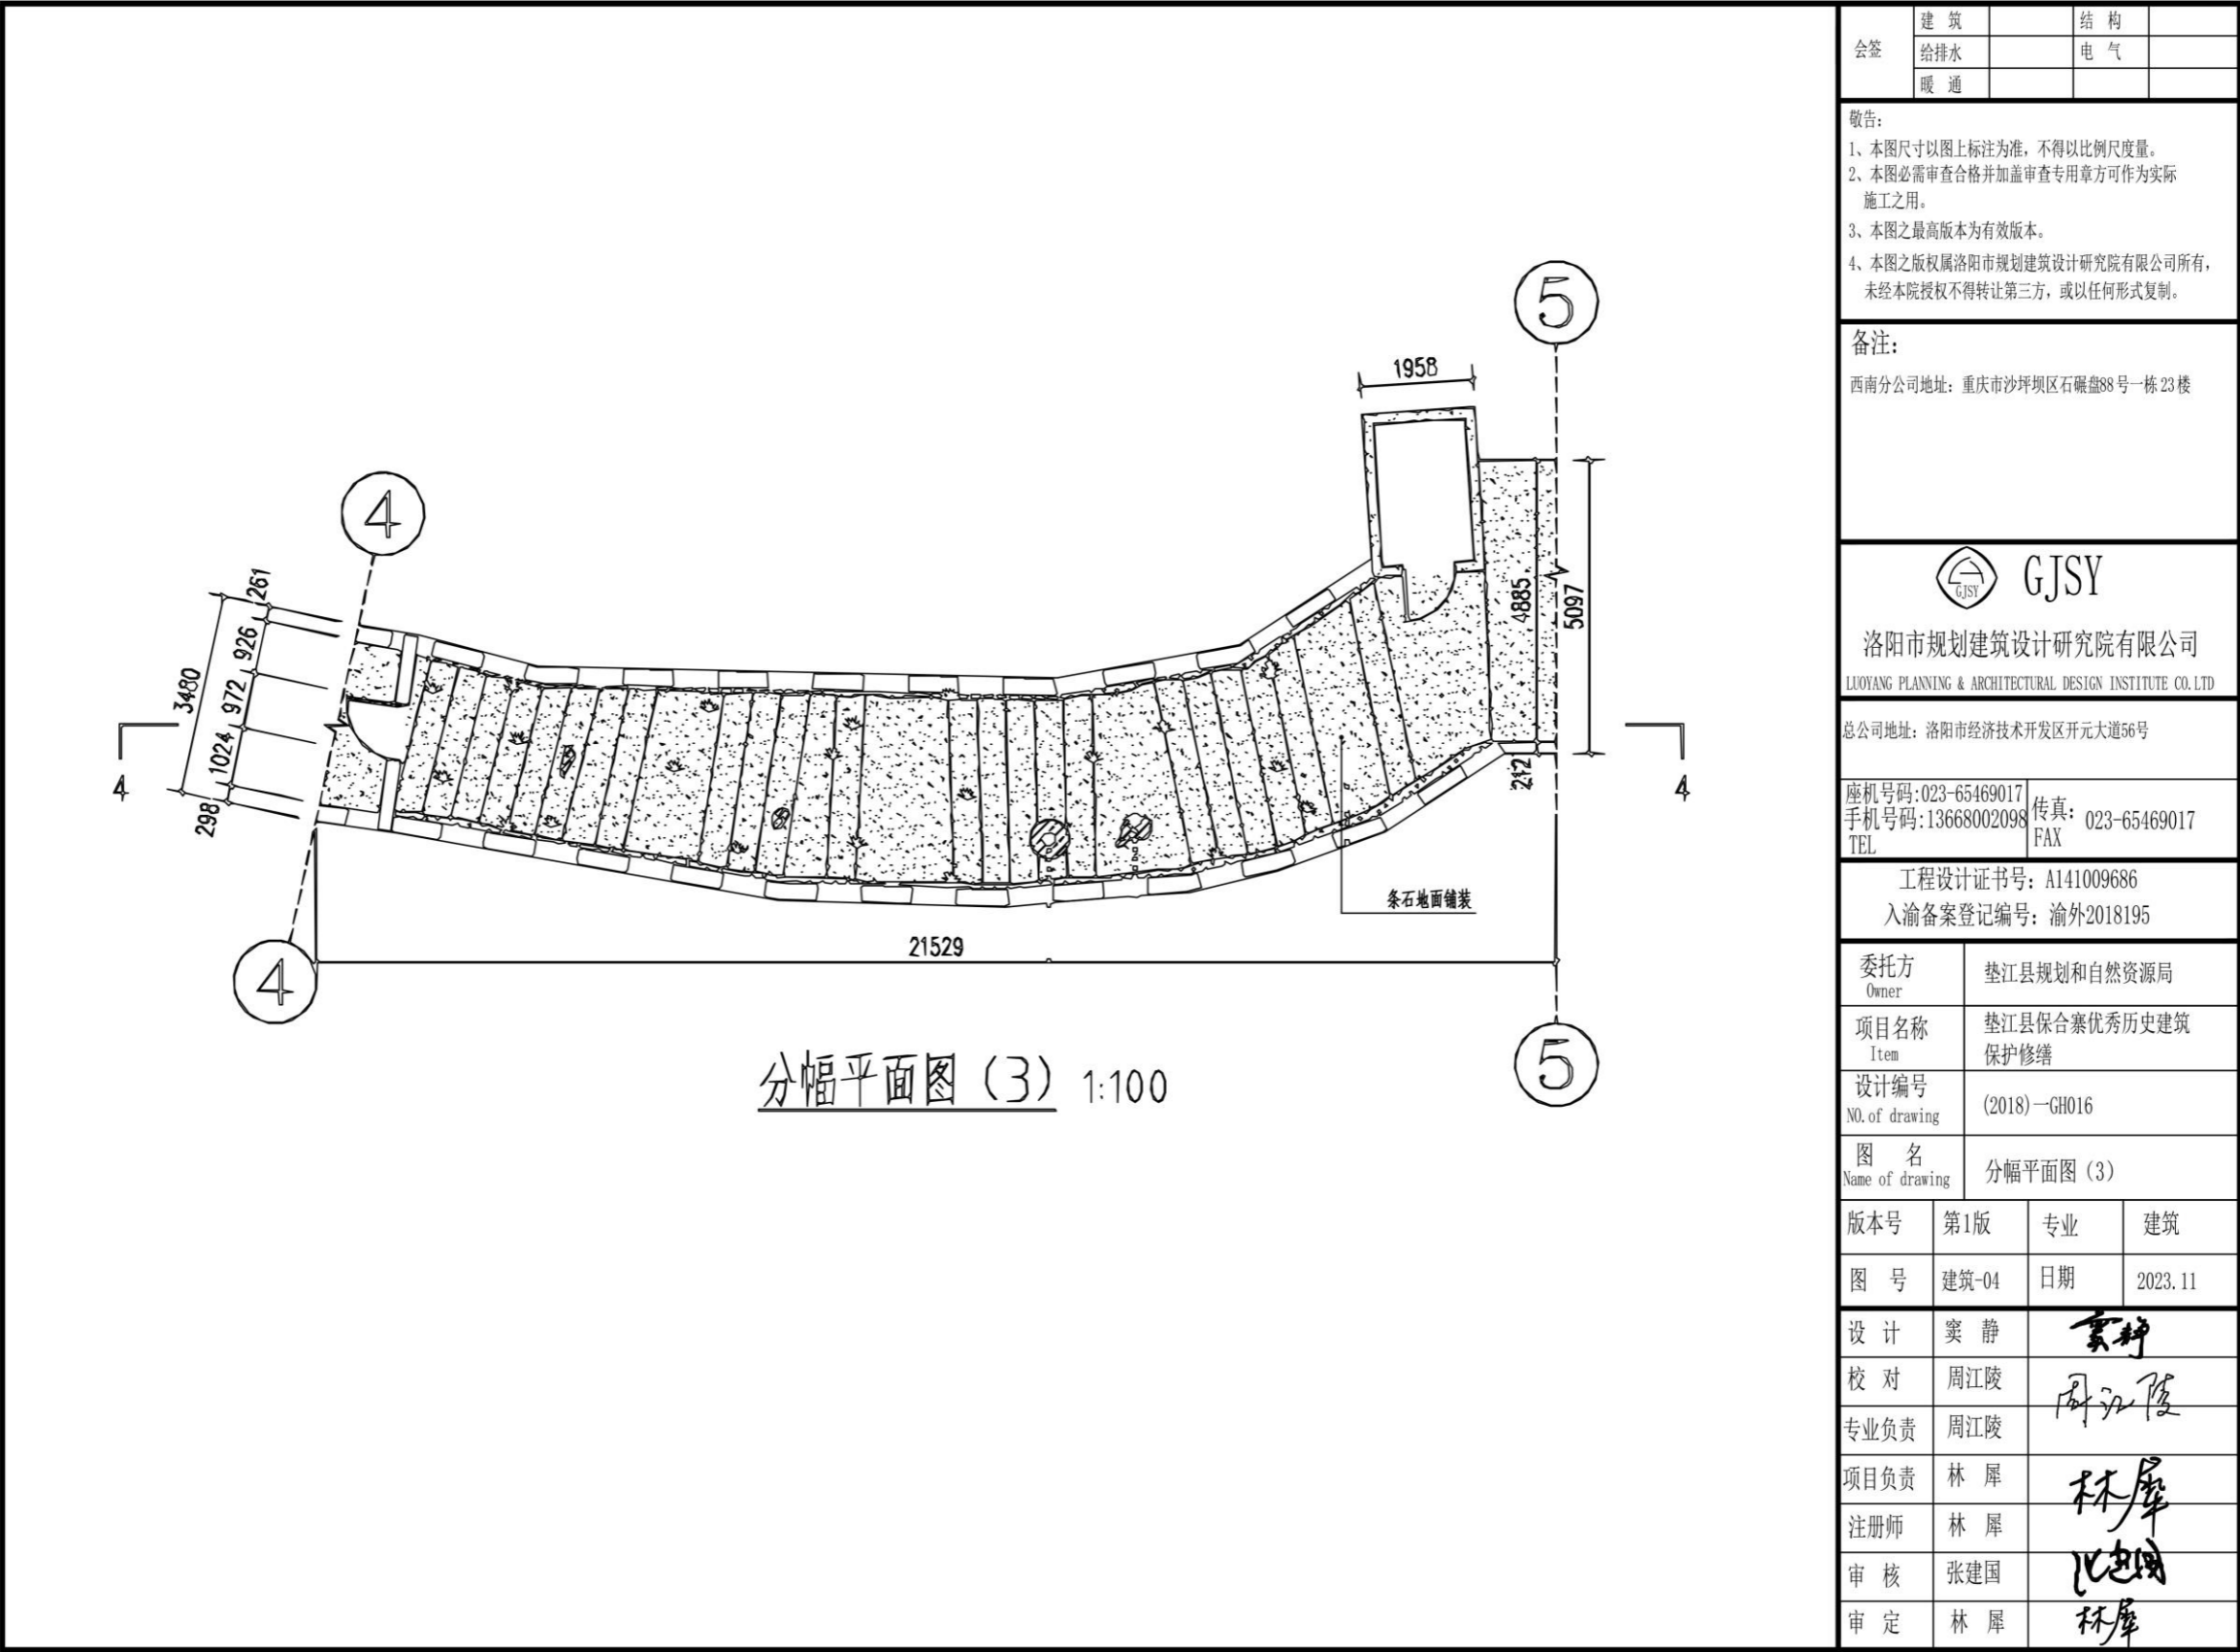 5
1958
4
261
926
3480
972
1024
298
4885
5097
212
4
4
条石地面铺装
21529
4
5
分幅平面图（3） 1:100
会签
建 筑
结 构
给排水
电 气
暖 通
敬告:
1、本图尺寸以图上标注为准，不得以比例尺度量。
2、本图必需审查合格并加盖审查专用章方可作为实际
施工之用。
3、本图之最高版本为有效版本。
4、本图之版权属洛阳市规划建筑设计研究院有限公司所有,
未经本院授权不得转让第三方，或以任何形式复制。
备注:
西南分公司地址：重庆市沙坪坝区石碾盘88号一栋23楼
GJSY
GJSY
洛阳市规划建筑设计研究院有限公司
LUOYANG PLANNING & ARCHITECTURAL DESIGN INSTITUTE CO.LTD
总公司地址：洛阳市经济技术开发区开元大道56号
座机号码:023-65469017
手机号码:13668002098
TEL
传真:
FAX
023-65469017
工程设计证书号：A141009686
入渝备案登记编号：渝外2018195
委托方
Owner
垫江县规划和自然资源局
项目名称
Item
垫江县保合寨优秀历史建筑
保护修缮
设计编号
NO.of drawing
(2018)一GH016
图 名
Name of drawing
分幅平面图（3）
版本号 第1版 专业 建筑
图 号 建筑-04 日期 2023.11
设 计 窦 静 窦静
校 对 周江陵 周江陵
专业负责 周江陵
项目负责 林 犀 林犀
注册师 林 犀
审 核 张建国
审 定 林 犀 林犀